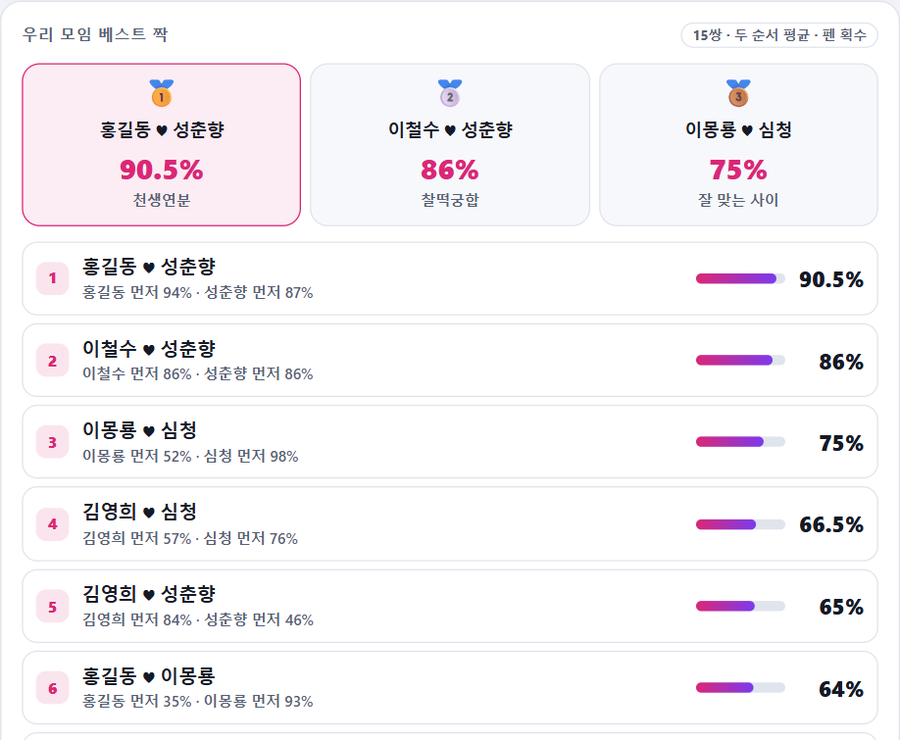 우리 모임 베스트 짝
15쌍 · 두 순서 평균 · 펜 획수
1
홍길동 ♥ 성춘향
90.5%
천생연분
2
이철수 ♥ 성춘향
86%
찰떡궁합
3
이몽룡 ♥ 심청
75%
잘 맞는 사이
1
홍길동 ♥ 성춘향
홍길동 먼저 94% · 성춘향 먼저 87%
90.5%
2
이철수 ♥ 성춘향
이철수 먼저 86% · 성춘향 먼저 86%
86%
3
이몽룡 ♥ 심청
이몽룡 먼저 52% · 심청 먼저 98%
75%
4
김영희 ♥ 심청
김영희 먼저 57% · 심청 먼저 76%
66.5%
5
김영희 ♥ 성춘향
김영희 먼저 84% · 성춘향 먼저 46%
65%
6
홍길동 ♥ 이몽룡
홍길동 먼저 35% · 이몽룡 먼저 93%
64%